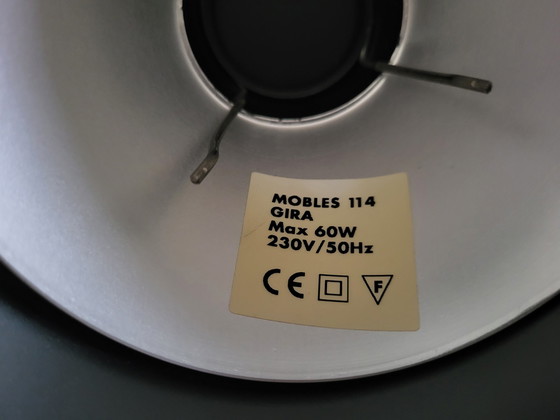 MOBLES 114
GIRA
Max 60W
230V/50Hz
CE F